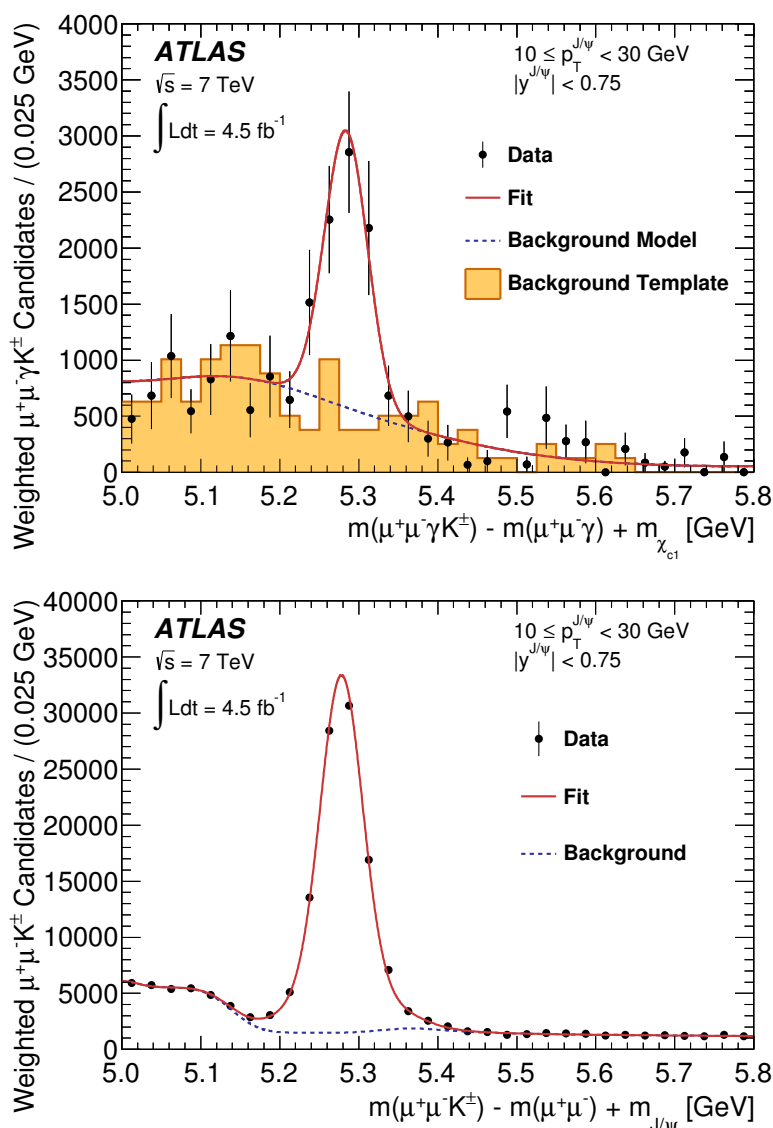 Weighted μ⁺μ⁻γK± Candidates / (0.025 GeV)
4000
3500
3000
2500
2000
1500
1000
500
0
ATLAS
√s = 7 TeV
∫ Ldt = 4.5 fb⁻¹
10 ≤ p_T^{J/ψ} < 30 GeV
|y^{J/ψ}| < 0.75
Data
Fit
Background Model
Background Template
5.0 5.1 5.2 5.3 5.4 5.5 5.6 5.7 5.8
m(μ⁺μ⁻γK±) - m(μ⁺μ⁻γ) + m_{χ_{c1}} [GeV]
Weighted μ⁺μ⁻K± Candidates / (0.025 GeV)
40000
35000
30000
25000
20000
15000
10000
5000
0
ATLAS
√s = 7 TeV
∫ Ldt = 4.5 fb⁻¹
10 ≤ p_T^{J/ψ} < 30 GeV
|y^{J/ψ}| < 0.75
Data
Fit
Background
5.0 5.1 5.2 5.3 5.4 5.5 5.6 5.7 5.8
m(μ⁺μ⁻K±) - m(μ⁺μ⁻) + m_{J/ψ} [GeV]